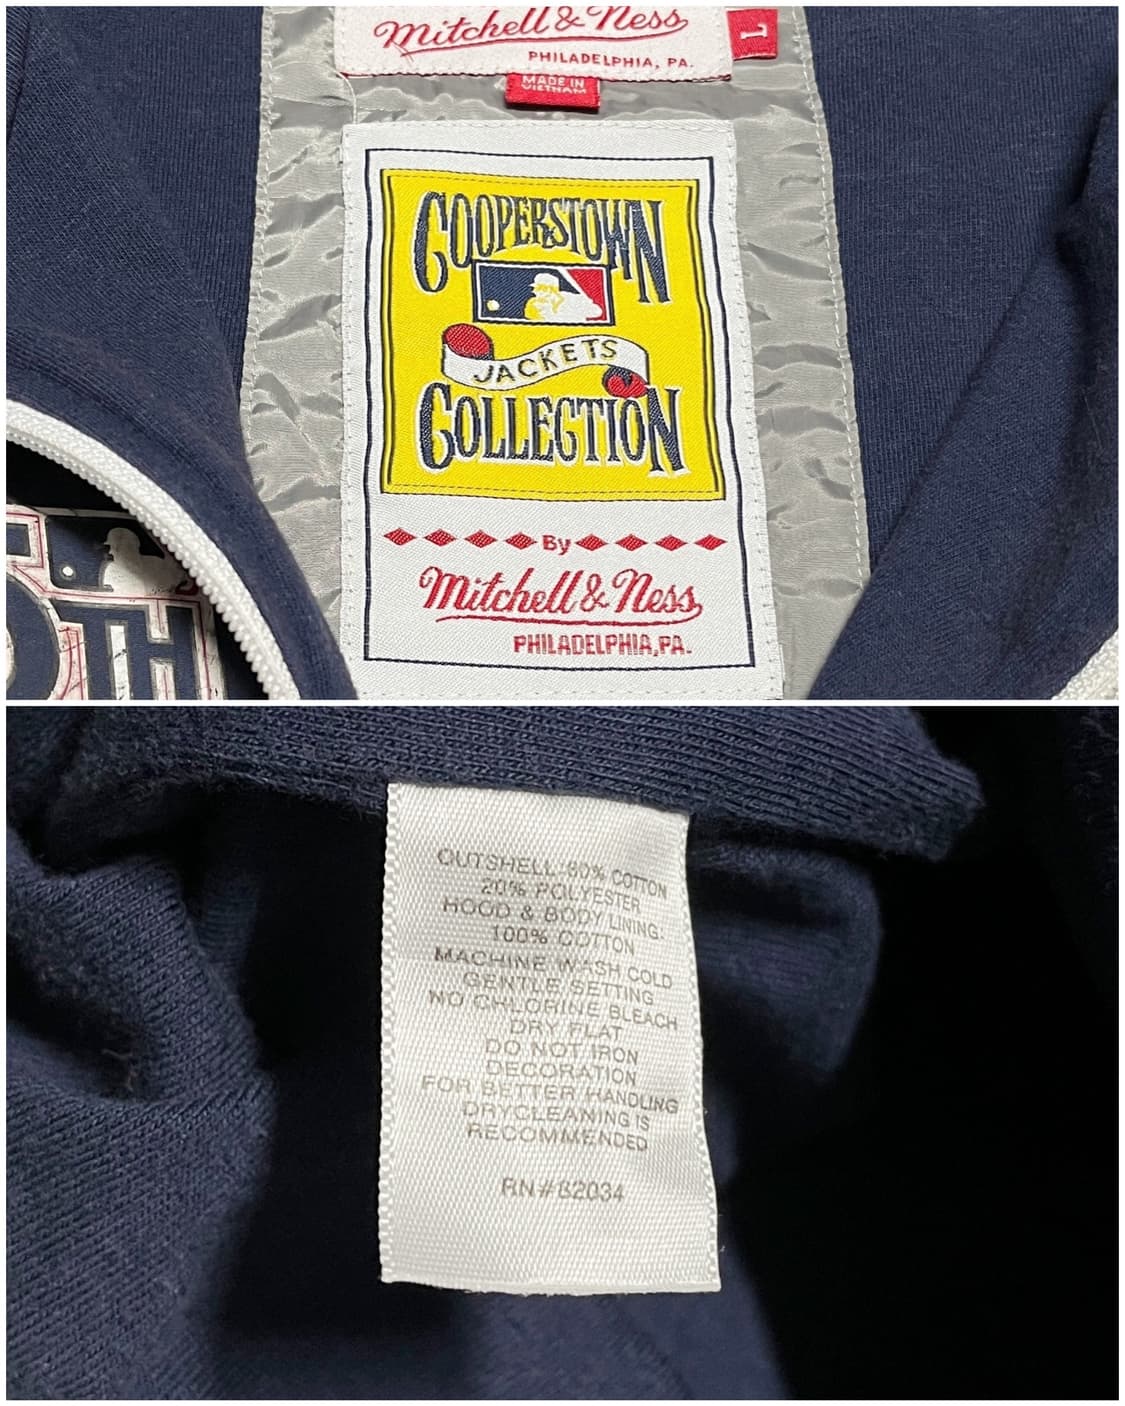 Mitchell & Ness
PHILADELPHIA, PA.
L
MADE IN
VIETNAM
COOPERSTOWN
JACKETS
COLLECTION
By
Mitchell & Ness
PHILADELPHIA, PA.
TH
OUTSHELL: 80% COTTON
20% POLYESTER
HOOD & BODY LINING:
100% COTTON
MACHINE WASH COLD
GENTLE SETTING
NO CHLORINE BLEACH
DRY FLAT
DO NOT IRON
DECORATION
FOR BETTER HANDLING
DRYCLEANING IS
RECOMMENDED
RN#82034